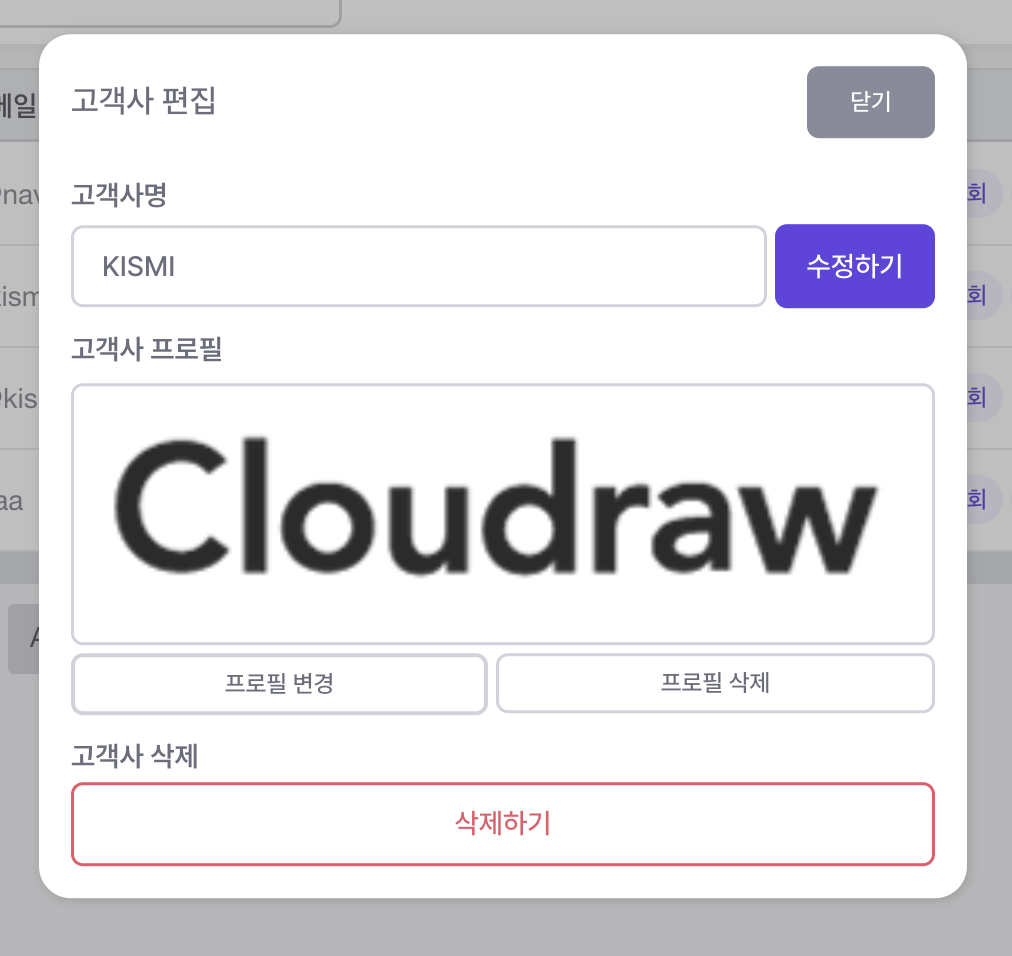 고객사 편집
닫기
메일
고객사명
nav
회
KISMI
수정하기
kism
회
고객사 프로필
kis
회
Cloudraw
aa
회
프로필 변경
프로필 삭제
고객사 삭제
삭제하기